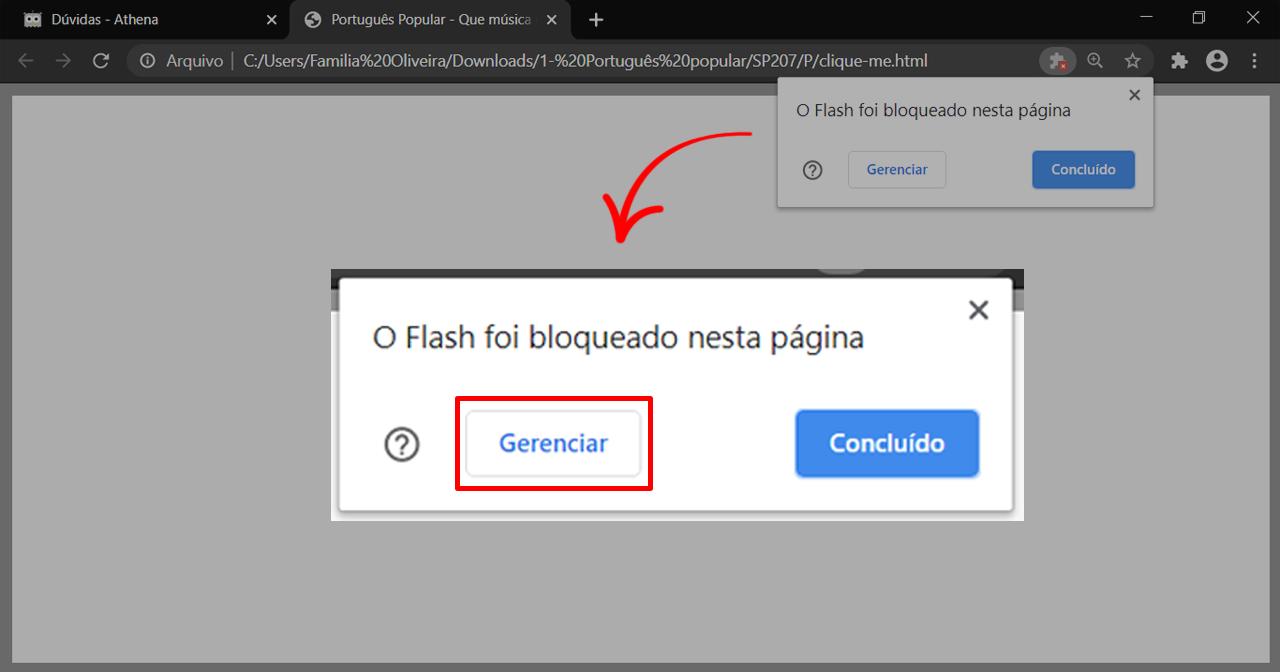 Dúvidas - Athena
Português Popular - Que música
Arquivo | C:/Users/Familia%20Oliveira/Downloads/1-%20Português%20popular/SP207/P/clique-me.html
O Flash foi bloqueado nesta página
Gerenciar
Concluído
O Flash foi bloqueado nesta página
Gerenciar
Concluído